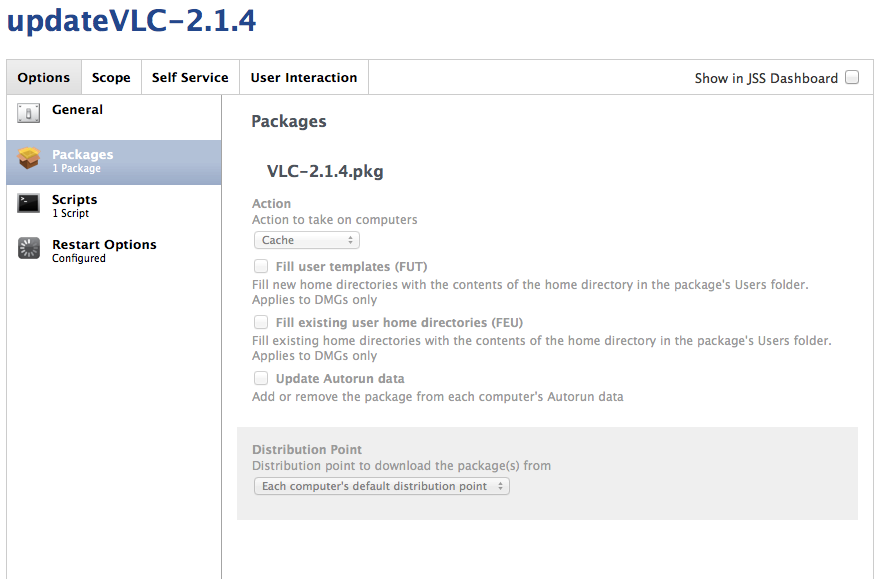 updateVLC-2.1.4
Options
Scope
Self Service
User Interaction
Show in JSS Dashboard
General
Packages
1 Package
Scripts
1 Script
Restart Options
Configured
Packages
VLC-2.1.4.pkg
Action
Action to take on computers
Cache
Fill user templates (FUT)
Fill new home directories with the contents of the home directory in the package's Users folder.
Applies to DMGs only
Fill existing user home directories (FEU)
Fill existing home directories with the contents of the home directory in the package's Users folder.
Applies to DMGs only
Update Autorun data
Add or remove the package from each computer's Autorun data
Distribution Point
Distribution point to download the package(s) from
Each computer's default distribution point